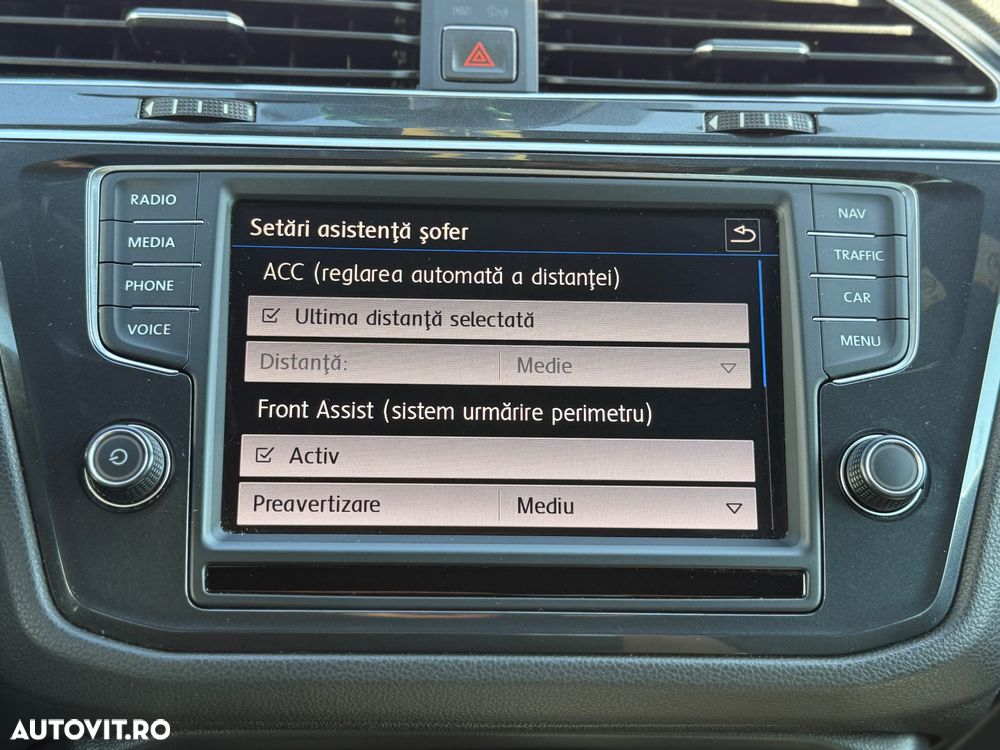 RADIO
MEDIA
PHONE
VOICE
Setări asistenţă şofer
ACC (reglarea automată a distanţei)
Ultima distanţă selectată
Distanţă: Medie
Front Assist (sistem urmărire perimetru)
Activ
Preavertizare Mediu
NAV
TRAFFIC
CAR
MENU
AUTOVIT.RO